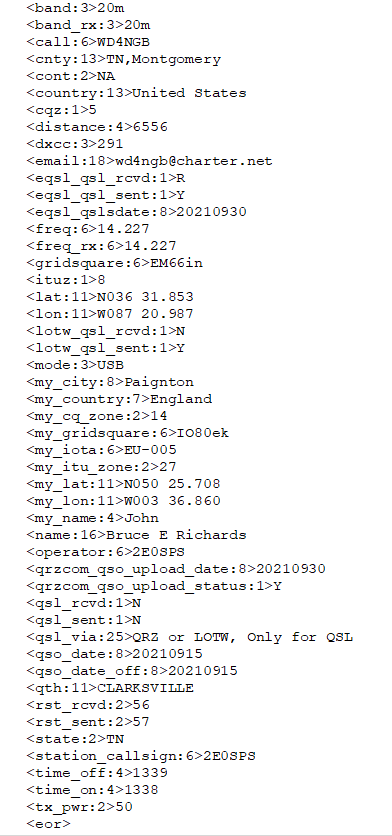 <band:3>20m
<band_rx:3>20m
<call:6>WD4NGB
<cnty:13>TN,Montgomery
<cont:2>NA
<country:13>United States
<cqz:1>5
<distance:4>6556
<dxcc:3>291
<email:18>wd4ngb@charter.net
<eqsl_qsl_rcvd:1>R
<eqsl_qsl_sent:1>Y
<eqsl_qslsdate:8>20210930
<freq:6>14.227
<freq_rx:6>14.227
<gridsquare:6>EM66in
<ituz:1>8
<lat:11>N036 31.853
<lon:11>W087 20.987
<lotw_qsl_rcvd:1>N
<lotw_qsl_sent:1>Y
<mode:3>USB
<my_city:8>Paignton
<my_country:7>England
<my_cq_zone:2>14
<my_gridsquare:6>IO80ek
<my_iota:6>EU-005
<my_itu_zone:2>27
<my_lat:11>N050 25.708
<my_lon:11>W003 36.860
<my_name:4>John
<name:16>Bruce E Richards
<operator:6>2E0SPS
<qrzcom_qso_upload_date:8>20210930
<qrzcom_qso_upload_status:1>Y
<qsl_rcvd:1>N
<qsl_sent:1>N
<qsl_via:25>QRZ or LOTW, Only for QSL
<qso_date:8>20210915
<qso_date_off:8>20210915
<qth:11>CLARKSVILLE
<rst_rcvd:2>56
<rst_sent:2>57
<state:2>TN
<station_callsign:6>2E0SPS
<time_off:4>1339
<time_on:4>1338
<tx_pwr:2>50
<eor>